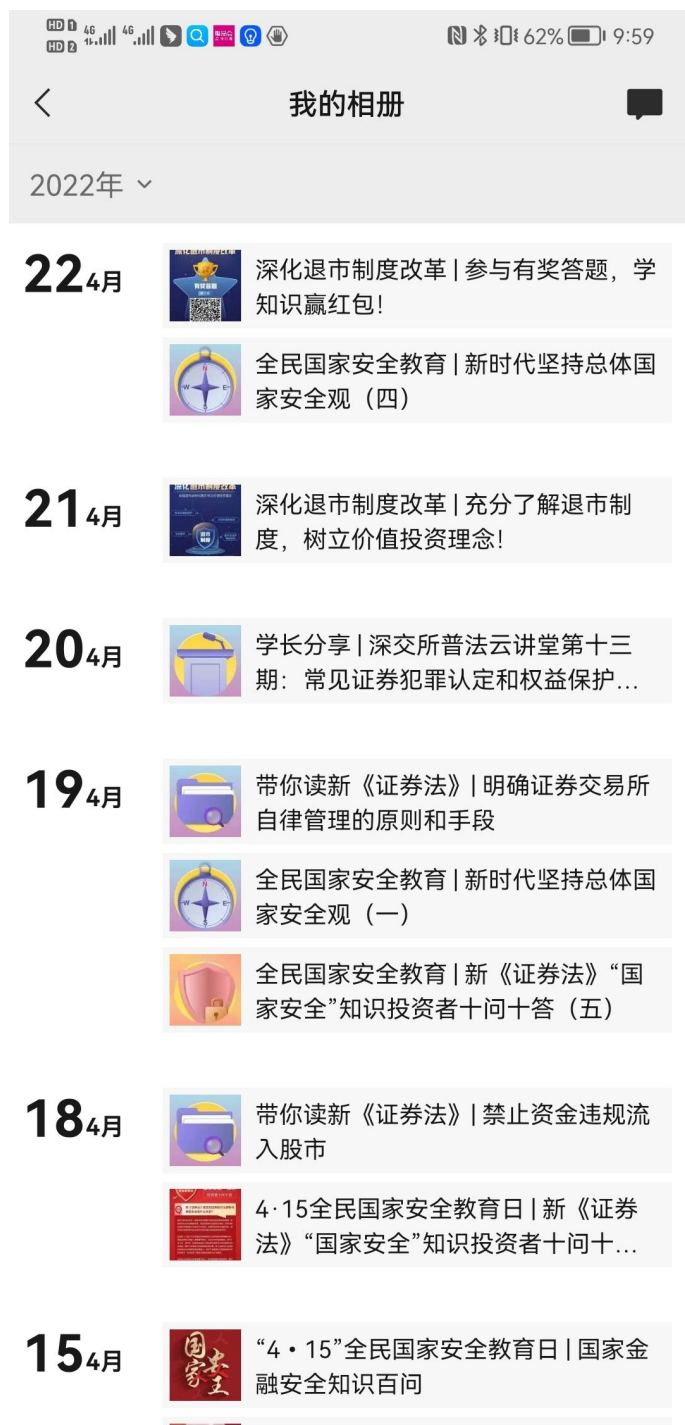 HD 1 4G 4G 62% 9:59
HD 2
我的相册
2022年
22 4月
深化退市制度改革|参与有奖答题，学
知识赢红包！
全民国家安全教育|新时代坚持总体国
家安全观（四）
21 4月
深化退市制度改革|充分了解退市制
度，树立价值投资理念！
20 4月
学长分享|深交所普法云讲堂第十三
期：常见证券犯罪认定和权益保护...
19 4月
带你读新《证券法》|明确证券交易所
自律管理的原则和手段
全民国家安全教育|新时代坚持总体国
家安全观（一）
全民国家安全教育|新《证券法》“国
家安全”知识投资者十问十答（五）
18 4月
带你读新《证券法》|禁止资金违规流
入股市
4·15全民国家安全教育日|新《证券
法》“国家安全”知识投资者十问十...
15 4月
“4·15”全民国家安全教育日|国家金
融安全知识百问